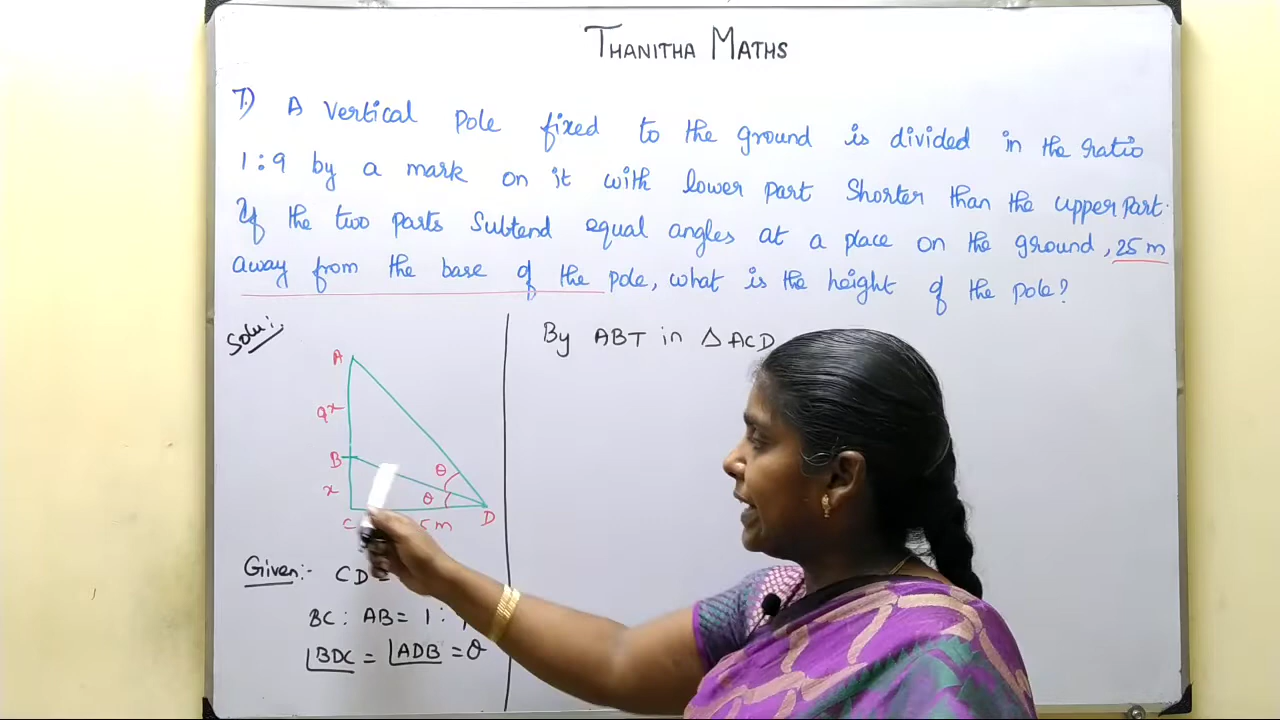 THANITHA MATHS
7.) A vertical pole fixed to the ground is divided in the ratio
1 : 9 by a mark on it with lower part shorter than the upper part.
If the two parts subtend equal angles at a place on the ground, 25 m
away from the base of the pole, what is the height of the pole?
Solu:
By ABT in Δ ACD
A
9x
B
θ
x
θ
C
5 m
D
Given:- CD =
BC : AB = 1 :
∠BDC = ∠ADB = θ